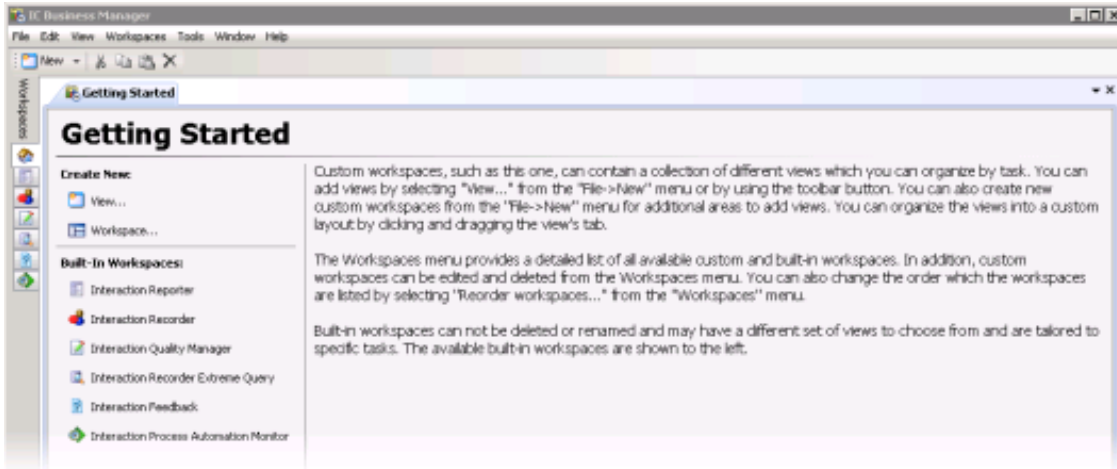 IC Business Manager
File Edit View Workspaces Tools Window Help
New
Workspaces
Getting Started
Getting Started
Create New:
View...
Workspace...
Built-In Workspaces:
Interaction Reporter
Interaction Recorder
Interaction Quality Manager
Interaction Recorder Extreme Query
Interaction Feedback
Interaction Process Automation Monitor
Custom workspaces, such as this one, can contain a collection of different views which you can organize by task. You can
add views by selecting "View..." from the "File->New" menu or by using the toolbar button. You can also create new
custom workspaces from the "File->New" menu for additional areas to add views. You can organize the views into a custom
layout by clicking and dragging the view's tab.
The Workspaces menu provides a detailed list of all available custom and built-in workspaces. In addition, custom
workspaces can be edited and deleted from the Workspaces menu. You can also change the order which the workspaces
are listed by selecting "Reorder workspaces..." from the "Workspaces" menu.
Built-in workspaces can not be deleted or renamed and may have a different set of views to choose from and are tailored to
specific tasks. The available built-in workspaces are shown to the left.